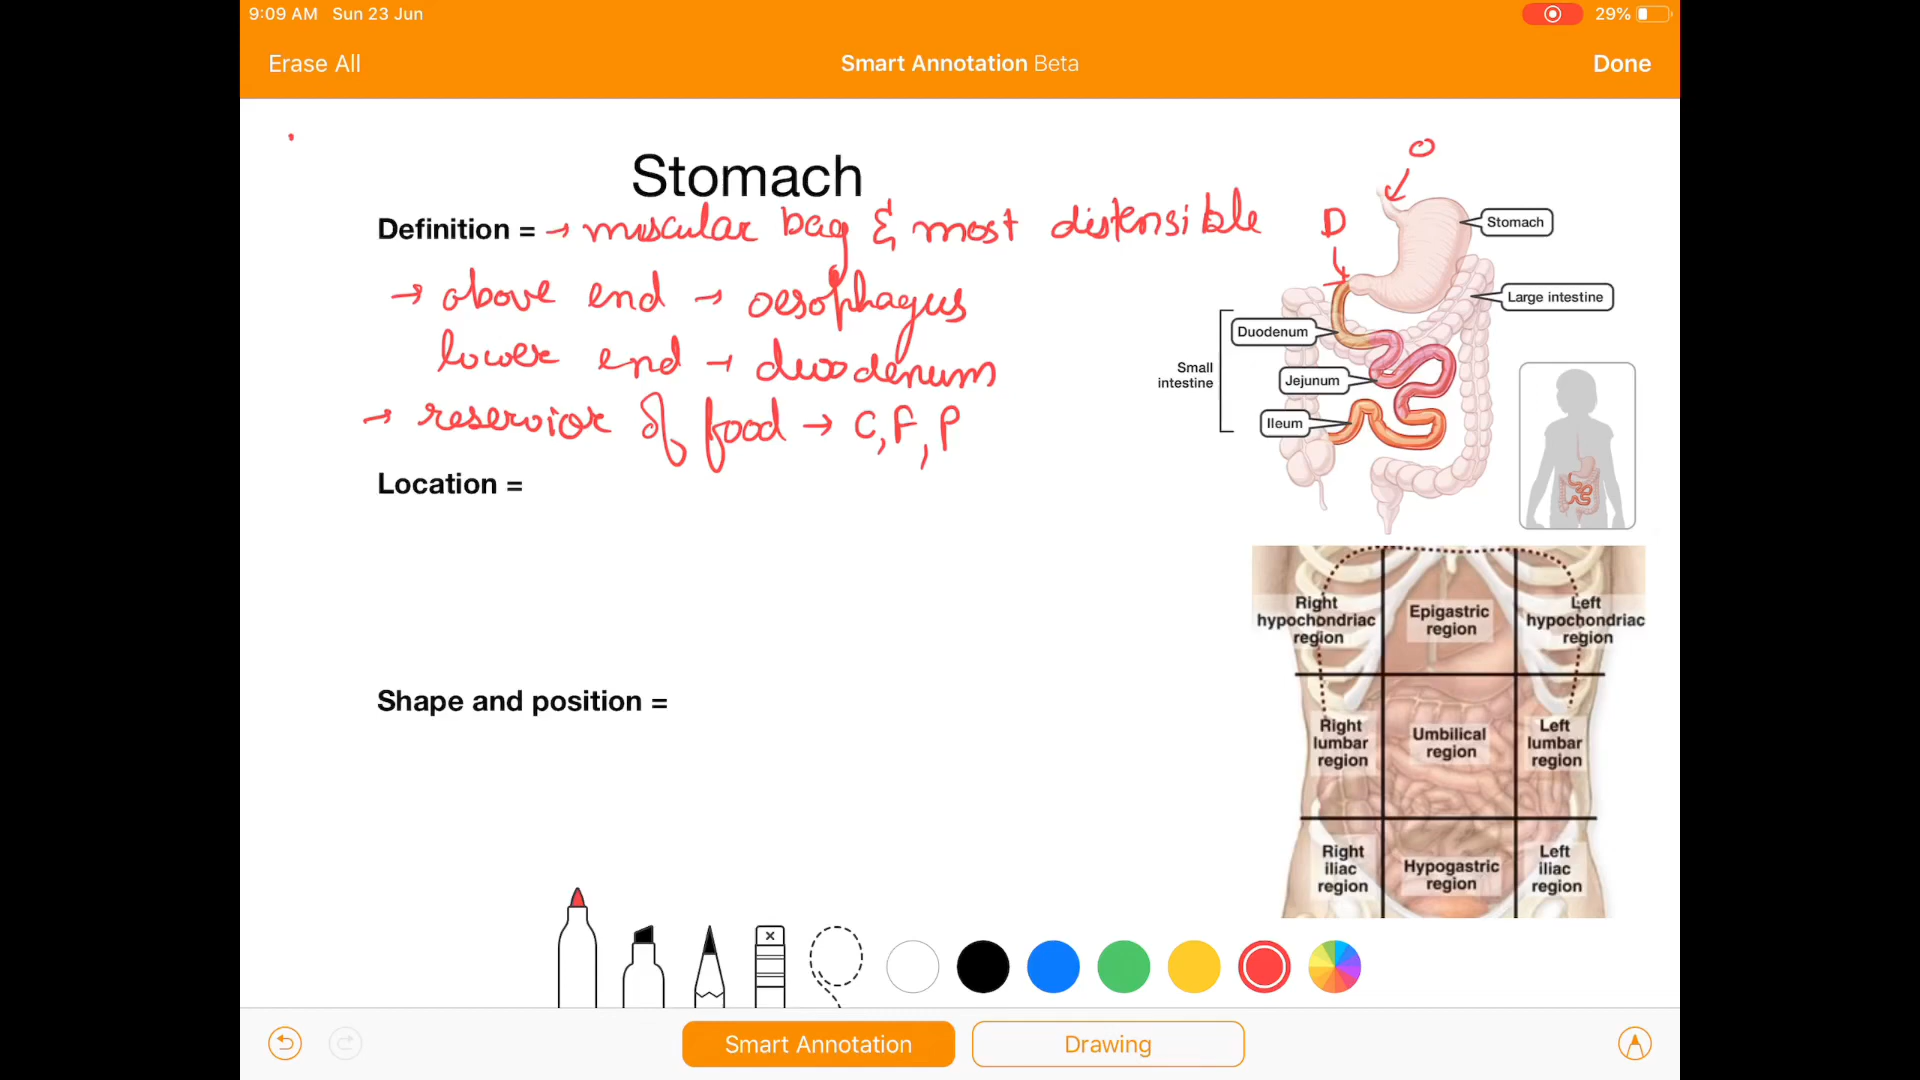 9:09 AM Sun 23 Jun 29%
Erase All Smart Annotation Beta Done
Stomach
Definition = → muscular bag & most distensible
→ above end → oesophagus
lower end → duodenum
→ reservior of food → C, F, P
Location =
Shape and position =
O
D
Stomach
Large intestine
Duodenum
Small
intestine
Jejunum
Ileum
Right
hypochondriac
region
Epigastric
region
Left
hypochondriac
region
Right
lumbar
region
Umbilical
region
Left
lumbar
region
Right
iliac
region
Hypogastric
region
Left
iliac
region
Smart Annotation Drawing